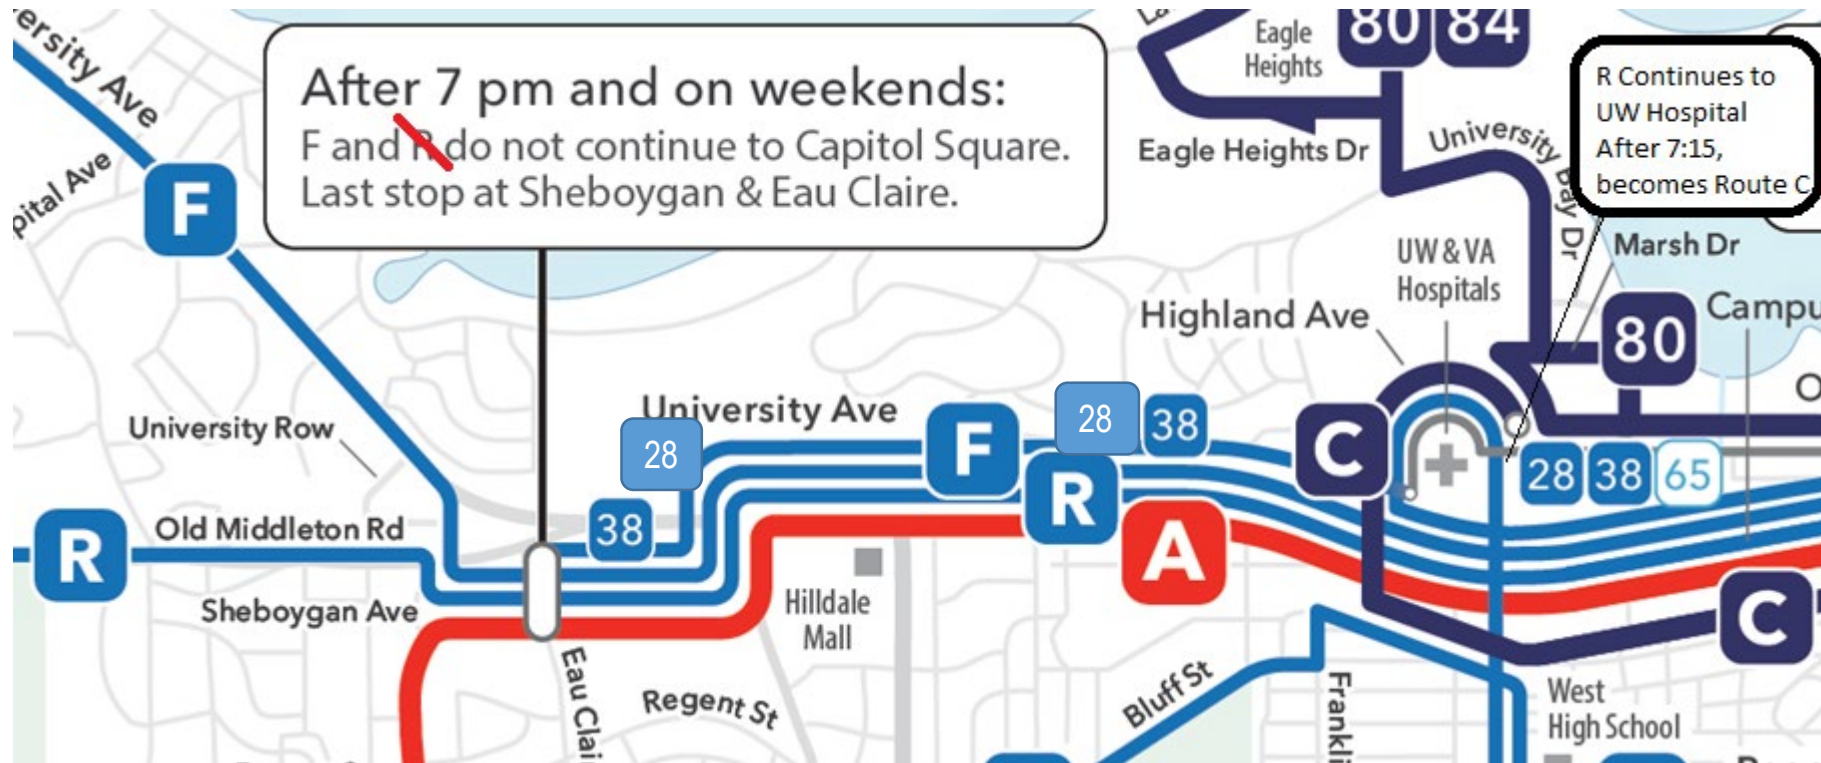 ersity Ave
pital Ave
F
After 7 pm and on weekends:
F and R do not continue to Capitol Square.
Last stop at Sheboygan & Eau Claire.
La
Eagle
Heights
80 84
Eagle Heights Dr
University Bay Dr
R Continues to
UW Hospital
After 7:15,
becomes Route C
Marsh Dr
UW & VA
Hospitals
Highland Ave
80
Campu
O
University Row
University Ave
28
F
28
38
C
28 38 65
R
Old Middleton Rd
38
R
A
Sheboygan Ave
Hilldale
Mall
C
Eau Clai
Regent St
Bluff St
Frankli
West
High School